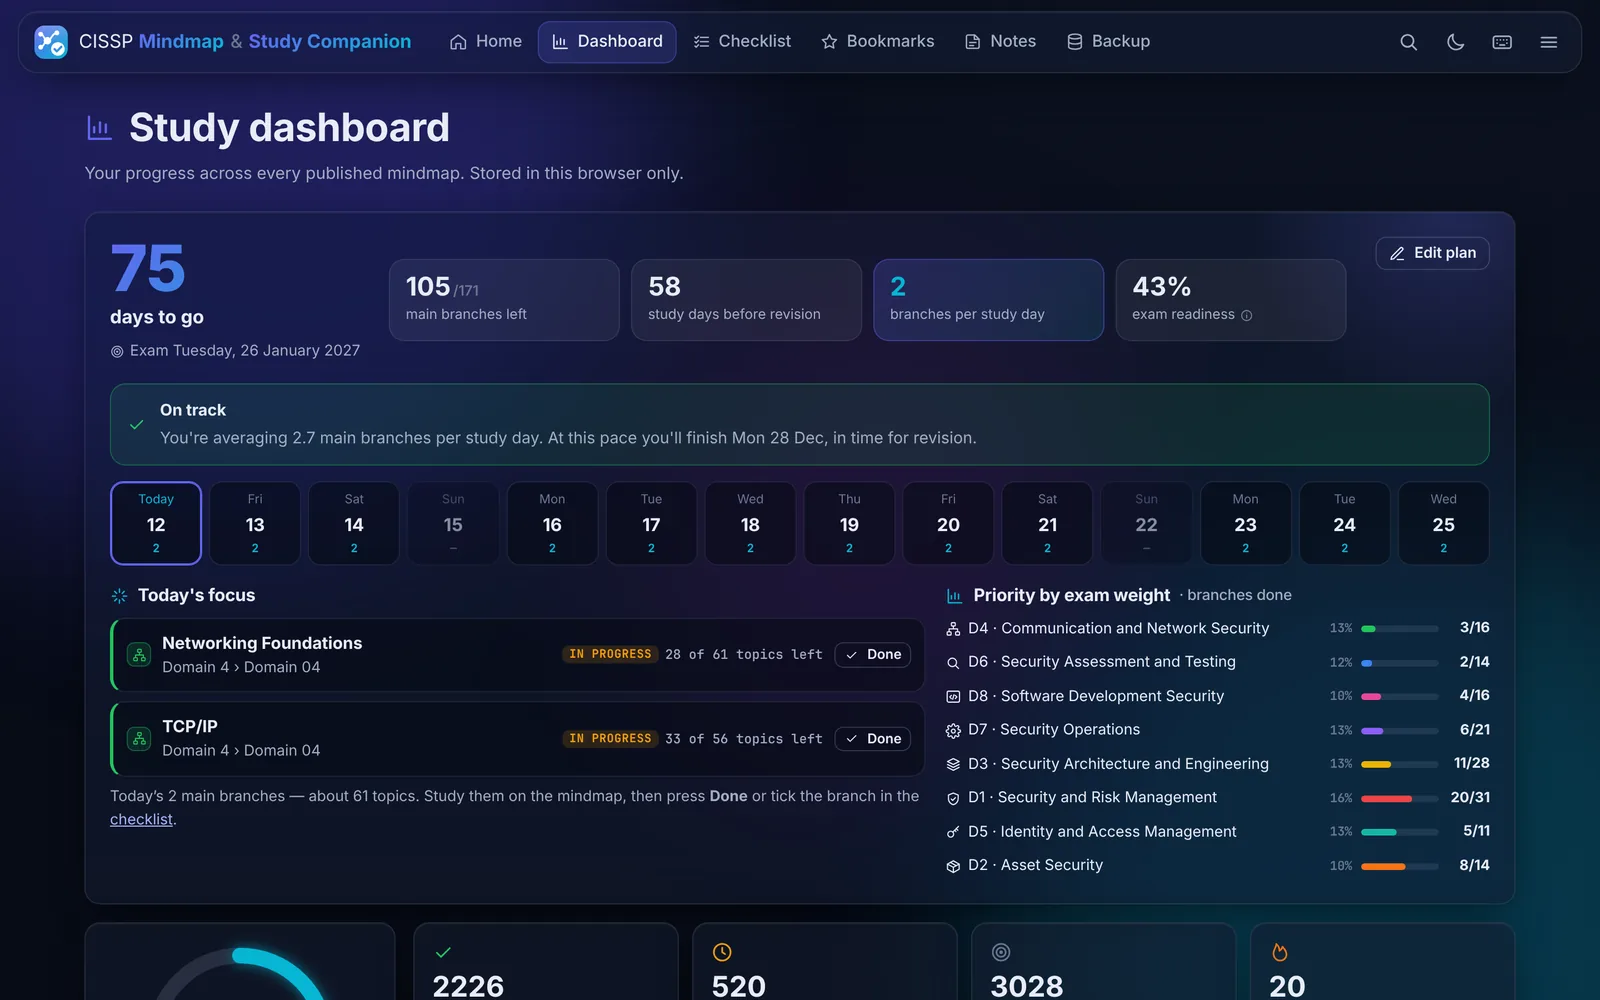 CISSP Mindmap & Study Companion
Home
Dashboard
Checklist
Bookmarks
Notes
Backup
Study dashboard
Your progress across every published mindmap. Stored in this browser only.
75
days to go
Exam Tuesday, 26 January 2027
105/171
main branches left
58
study days before revision
2
branches per study day
43%
exam readiness
Edit plan
On track
You're averaging 2.7 main branches per study day. At this pace you'll finish Mon 28 Dec, in time for revision.
Today 12 2
Fri 13 2
Sat 14 2
Sun 15 –
Mon 16 2
Tue 17 2
Wed 18 2
Thu 19 2
Fri 20 2
Sat 21 2
Sun 22 –
Mon 23 2
Tue 24 2
Wed 25 2
Today's focus
Networking Foundations
Domain 4 › Domain 04
IN PROGRESS 28 of 61 topics left Done
TCP/IP
Domain 4 › Domain 04
IN PROGRESS 33 of 56 topics left Done
Today's 2 main branches — about 61 topics. Study them on the mindmap, then press Done or tick the branch in the
checklist.
Priority by exam weight · branches done
D4 · Communication and Network Security 13% 3/16
D6 · Security Assessment and Testing 12% 2/14
D8 · Software Development Security 10% 4/16
D7 · Security Operations 13% 6/21
D3 · Security Architecture and Engineering 13% 11/28
D1 · Security and Risk Management 16% 20/31
D5 · Identity and Access Management 13% 5/11
D2 · Asset Security 10% 8/14
2226
520
3028
20